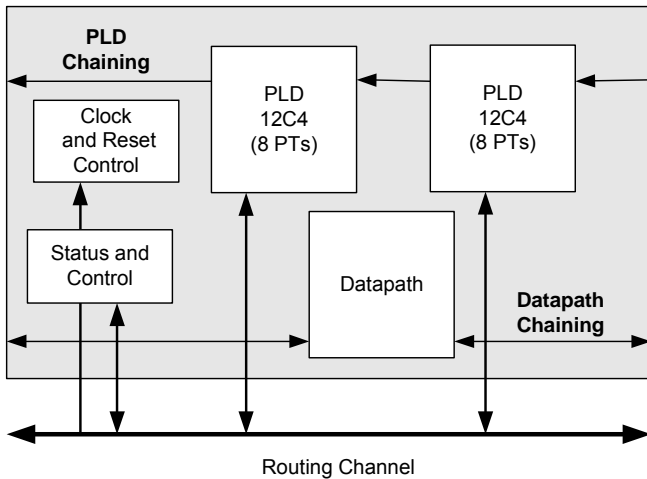 PLD
Chaining
PLD
12C4
(8 PTs)
PLD
12C4
(8 PTs)
Clock
and Reset
Control
Status and
Control
Datapath
Datapath
Chaining
Routing Channel